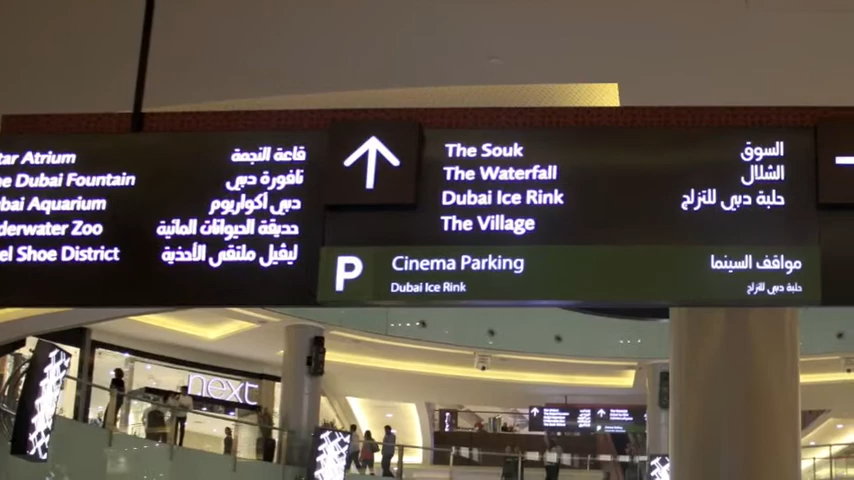 tar Atrium قاعة النجمة
e Dubai Fountain نافورة دبي
bai Aquarium دبي اكواريوم
derwater Zoo حديقة الحيوانات المائية
el Shoe District ليڤيل ملتقى الأحذية
The Souk السوق
The Waterfall الشلال
Dubai Ice Rink حلبة دبي للتزلج
The Village
P Cinema Parking مواقف السينما
Dubai Ice Rink حلبة دبي للتزلج
next